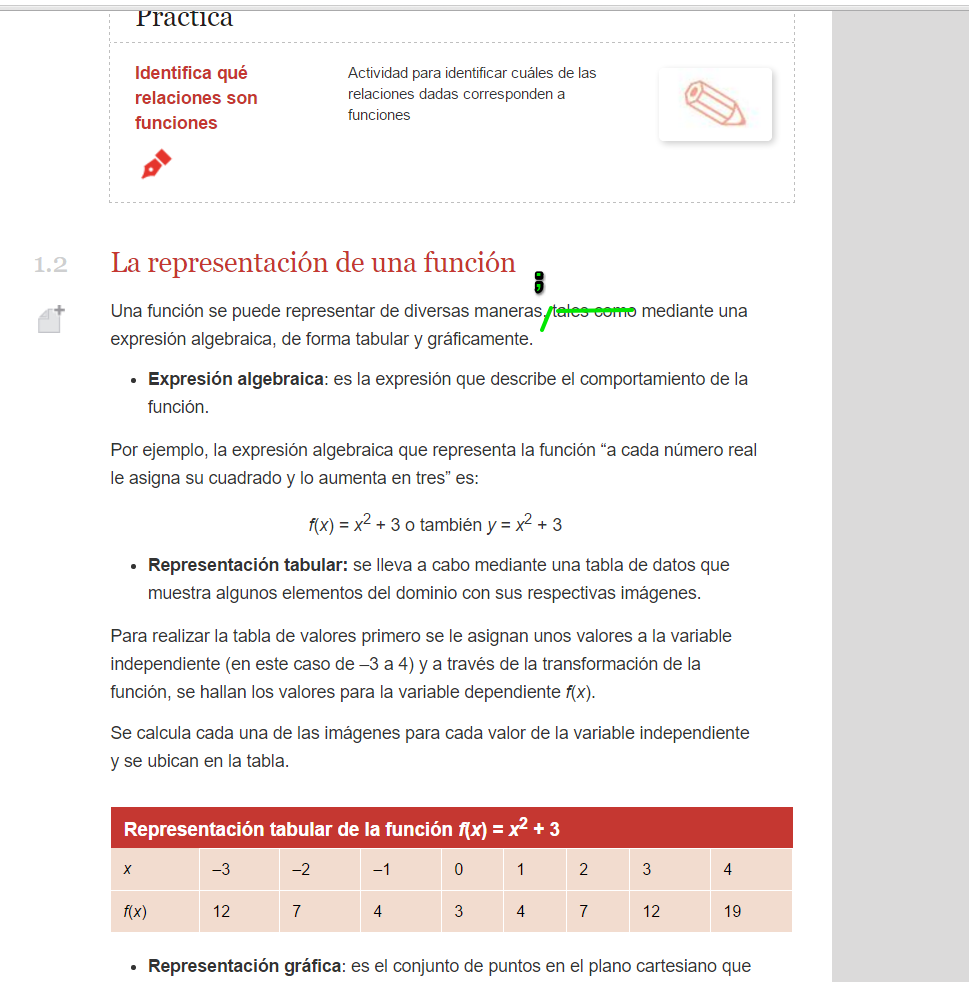 Practica
Identifica qué
relaciones son
funciones
Actividad para identificar cuáles de las
relaciones dadas corresponden a
funciones
1.2 La representación de una función
;
Una función se puede representar de diversas maneras, tales como mediante una
expresión algebraica, de forma tabular y gráficamente.
• Expresión algebraica: es la expresión que describe el comportamiento de la
función.
Por ejemplo, la expresión algebraica que representa la función “a cada número real
le asigna su cuadrado y lo aumenta en tres” es:
f(x) = x² + 3 o también y = x² + 3
• Representación tabular: se lleva a cabo mediante una tabla de datos que
muestra algunos elementos del dominio con sus respectivas imágenes.
Para realizar la tabla de valores primero se le asignan unos valores a la variable
independiente (en este caso de –3 a 4) y a través de la transformación de la
función, se hallan los valores para la variable dependiente f(x).
Se calcula cada una de las imágenes para cada valor de la variable independiente
y se ubican en la tabla.
Representación tabular de la función f(x) = x² + 3
x –3 –2 –1 0 1 2 3 4
f(x) 12 7 4 3 4 7 12 19
• Representación gráfica: es el conjunto de puntos en el plano cartesiano que